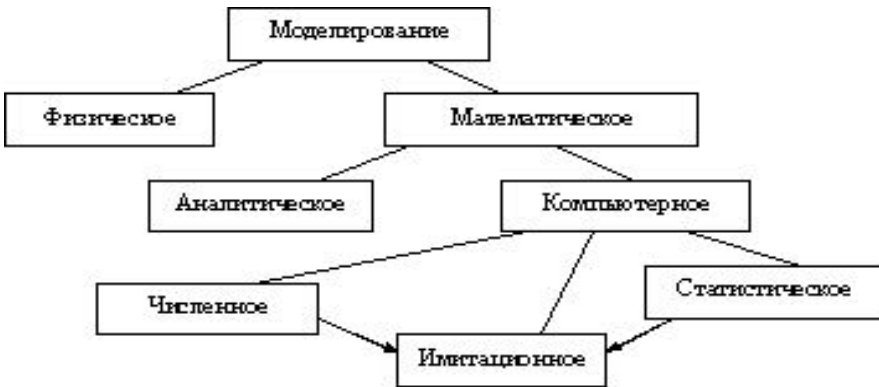 Моделирование
Физическое
Математическое
Аналитическое
Компьютерное
Численное
Статистическое
Имитационное